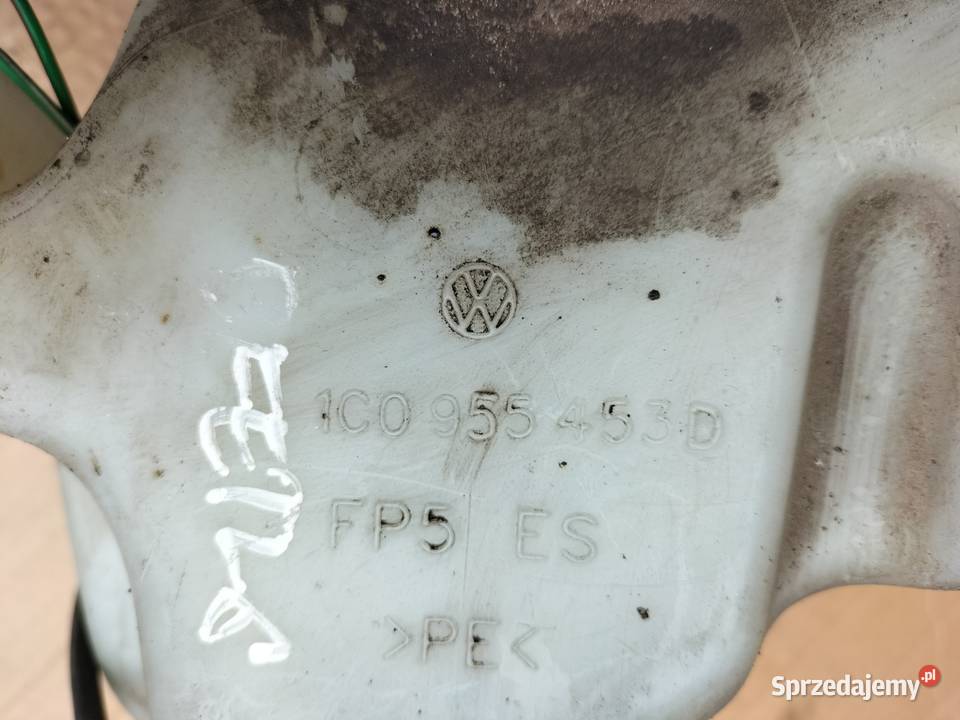 1C0 955 453 D
FP5 ES
>PE<
Sprzedajemy.pl